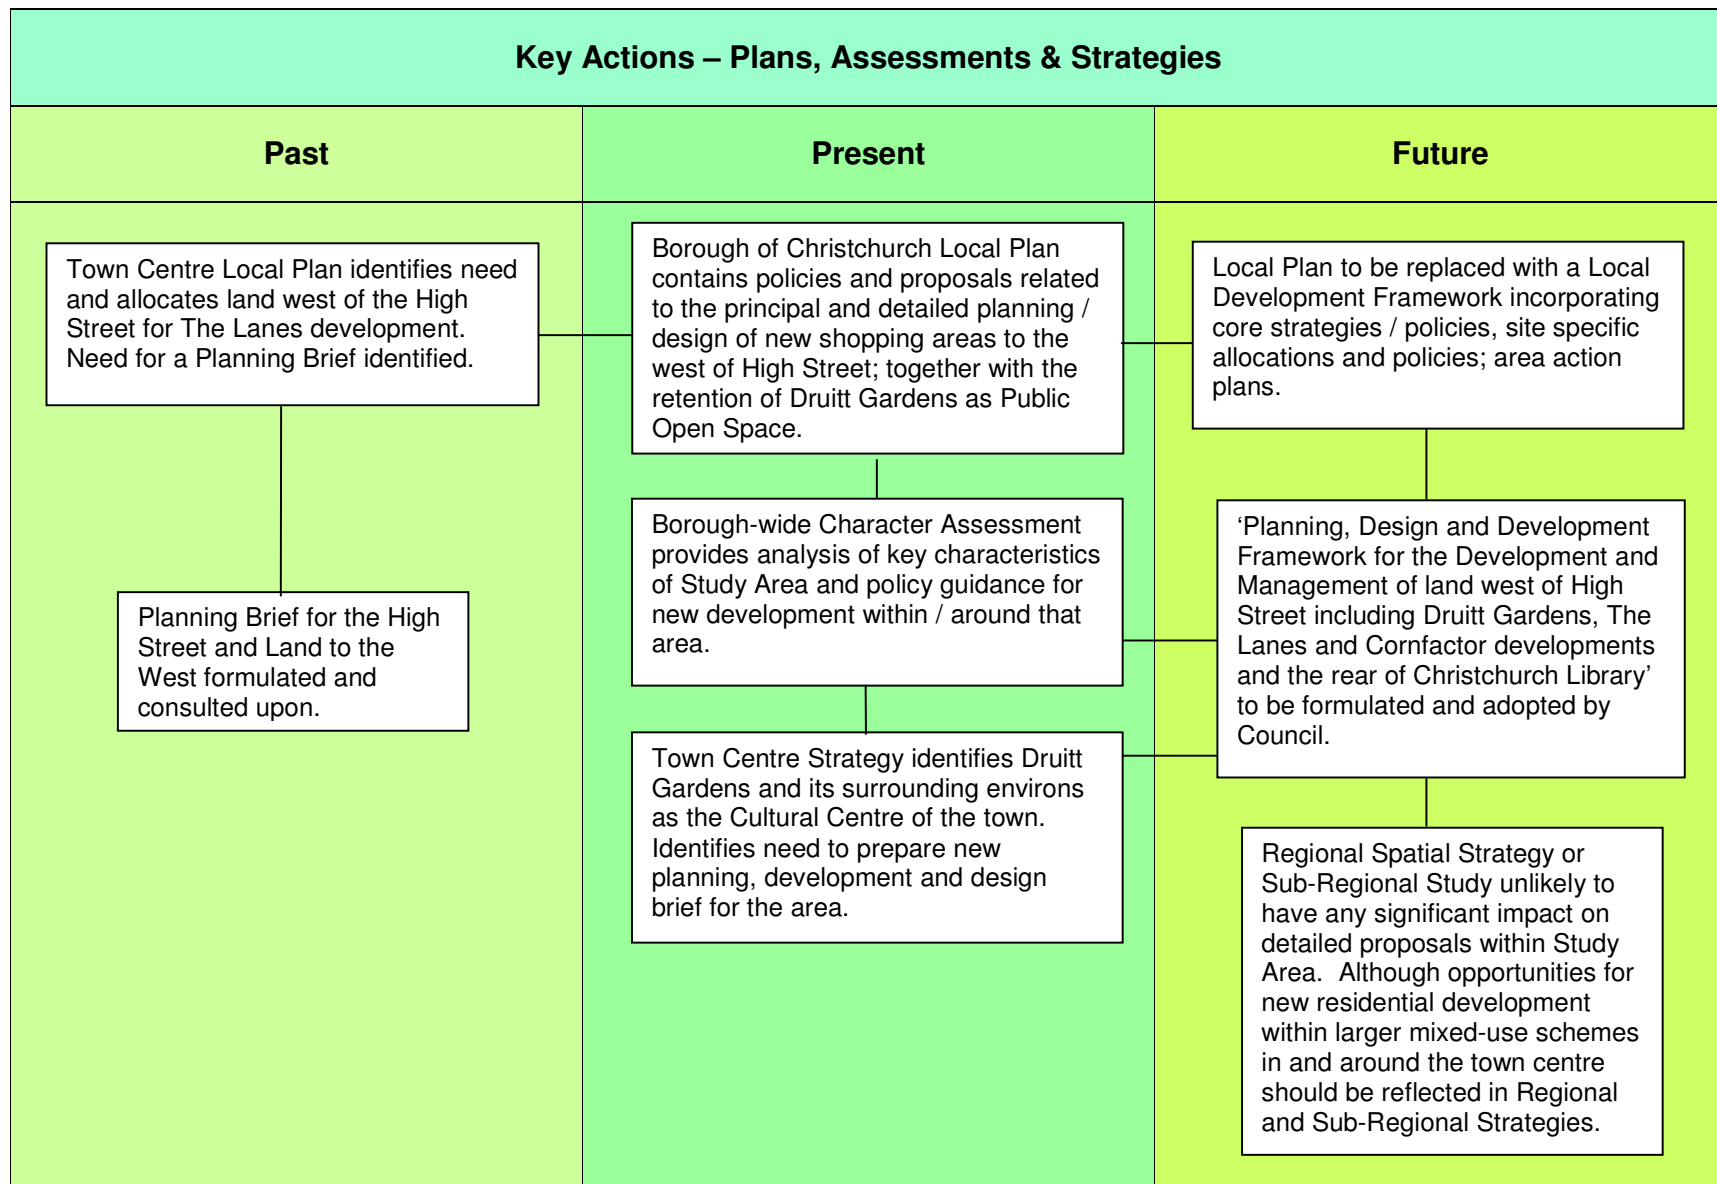 Key Actions – Plans, Assessments & Strategies
Past
Present
Future
Town Centre Local Plan identifies need
and allocates land west of the High
Street for The Lanes development.
Need for a Planning Brief identified.
Planning Brief for the High
Street and Land to the
West formulated and
consulted upon.
Borough of Christchurch Local Plan
contains policies and proposals related
to the principal and detailed planning /
design of new shopping areas to the
west of High Street; together with the
retention of Druitt Gardens as Public
Open Space.
Borough-wide Character Assessment
provides analysis of key characteristics
of Study Area and policy guidance for
new development within / around that
area.
Town Centre Strategy identifies Druitt
Gardens and its surrounding environs
as the Cultural Centre of the town.
Identifies need to prepare new
planning, development and design
brief for the area.
Local Plan to be replaced with a Local
Development Framework incorporating
core strategies / policies, site specific
allocations and policies; area action
plans.
‘Planning, Design and Development
Framework for the Development and
Management of land west of High
Street including Druitt Gardens, The
Lanes and Cornfactor developments
and the rear of Christchurch Library’
to be formulated and adopted by
Council.
Regional Spatial Strategy or
Sub-Regional Study unlikely to
have any significant impact on
detailed proposals within Study
Area.  Although opportunities for
new residential development
within larger mixed-use schemes
in and around the town centre
should be reflected in Regional
and Sub-Regional Strategies.